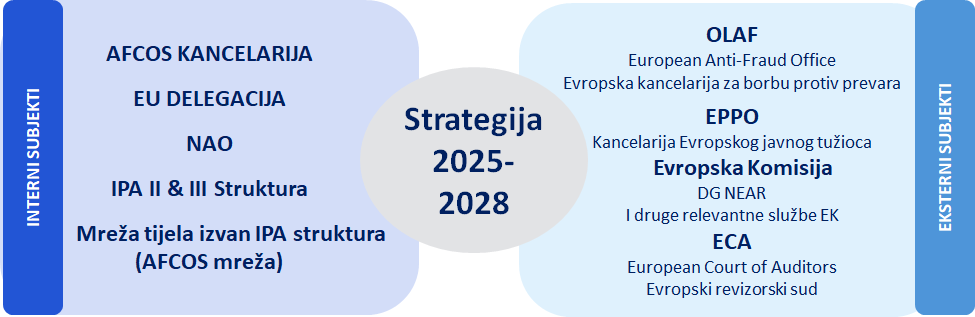 INTERNI SUBJEKTI
AFCOS KANCELARIJA
EU DELEGACIJA
NAO
IPA II & III Struktura
Mreža tijela izvan IPA struktura
(AFCOS mreža)
Strategija
2025-
2028
OLAF
European Anti-Fraud Office
Evropska kancelarija za borbu protiv prevara
EPPO
Kancelarija Evropskog javnog tužioca
Evropska Komisija
DG NEAR
I druge relevantne službe EK
ECA
European Court of Auditors
Evropski revizorski sud
EKSTERNI SUBJEKTI